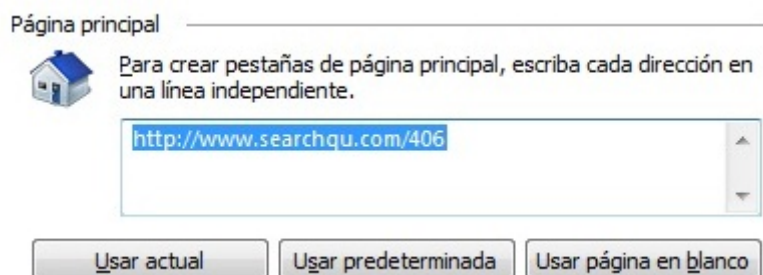 Página principal
Para crear pestañas de página principal, escriba cada dirección en
una línea independiente.
http://www.searchqu.com/406
Usar actual
Usar predeterminada
Usar página en blanco